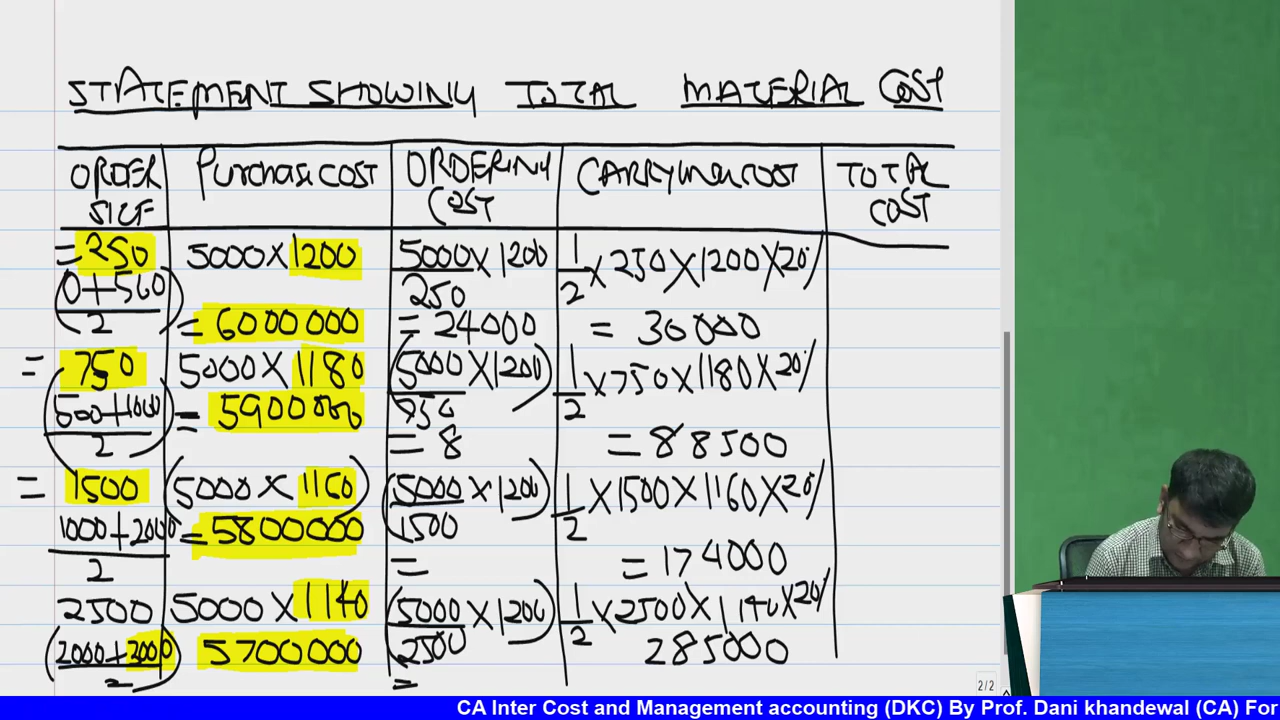 STATEMENT SHOWING TOTAL MATERIAL COST
ORDER SIZE
Purchase COST
ORDERING COST
CARRYING COST
TOTAL COST
= 250 5000 X 1200 5000 X 1200 1 X 250 X 1200 X 20%
(0 + 500) 250 2
2 = 6000000 = 24000 = 30000
= 750 5000 X 1180 (5000 X 1200) 1 X 750 X 1180 X 20%
(500 + 1000) = 5900000 750 2
2 = 8 = 88500
= 1500 (5000 X 1160) (5000 X 1200) 1 X 1500 X 1160 X 20%
1000 + 2000 = 5800000 1500 2
2 = = 174000
2500 5000 X 1140 (5000 X 1200) 1 X 2500 X 1140 X 20%
(2000 + 3000) 5700000 2500 2 285000
2 =
2/2
CA Inter Cost and Management accounting (DKC) By Prof. Dani khandewal (CA) For